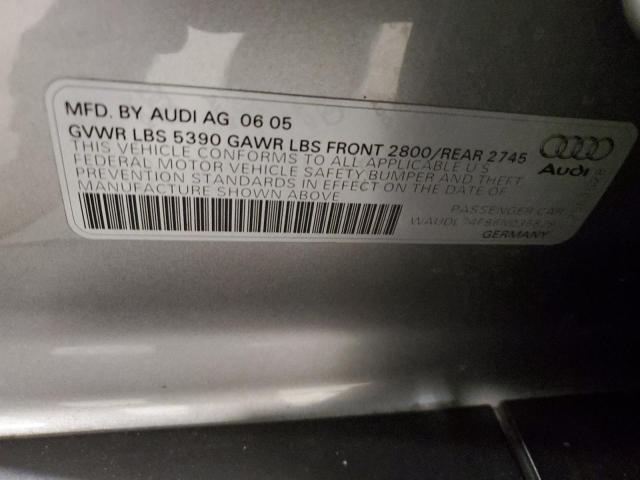 MFD. BY AUDI AG 06 05
GVWR LBS 5390 GAWR LBS FRONT 2800/REAR 2745
THIS VEHICLE CONFORMS TO ALL APPLICABLE U S
FEDERAL MOTOR VEHICLE SAFETY BUMPER AND THEFT
PREVENTION STANDARDS IN EFFECT ON THE DATE OF
MANUFACTURE SHOWN ABOVE
Audi
PASSENGER CAR
GERMANY